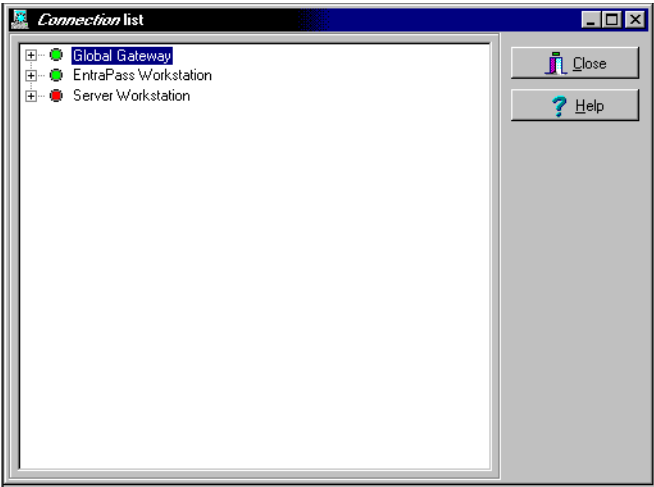 Connection list
Global Gateway
EntraPass Workstation
Server Workstation
Close
Help